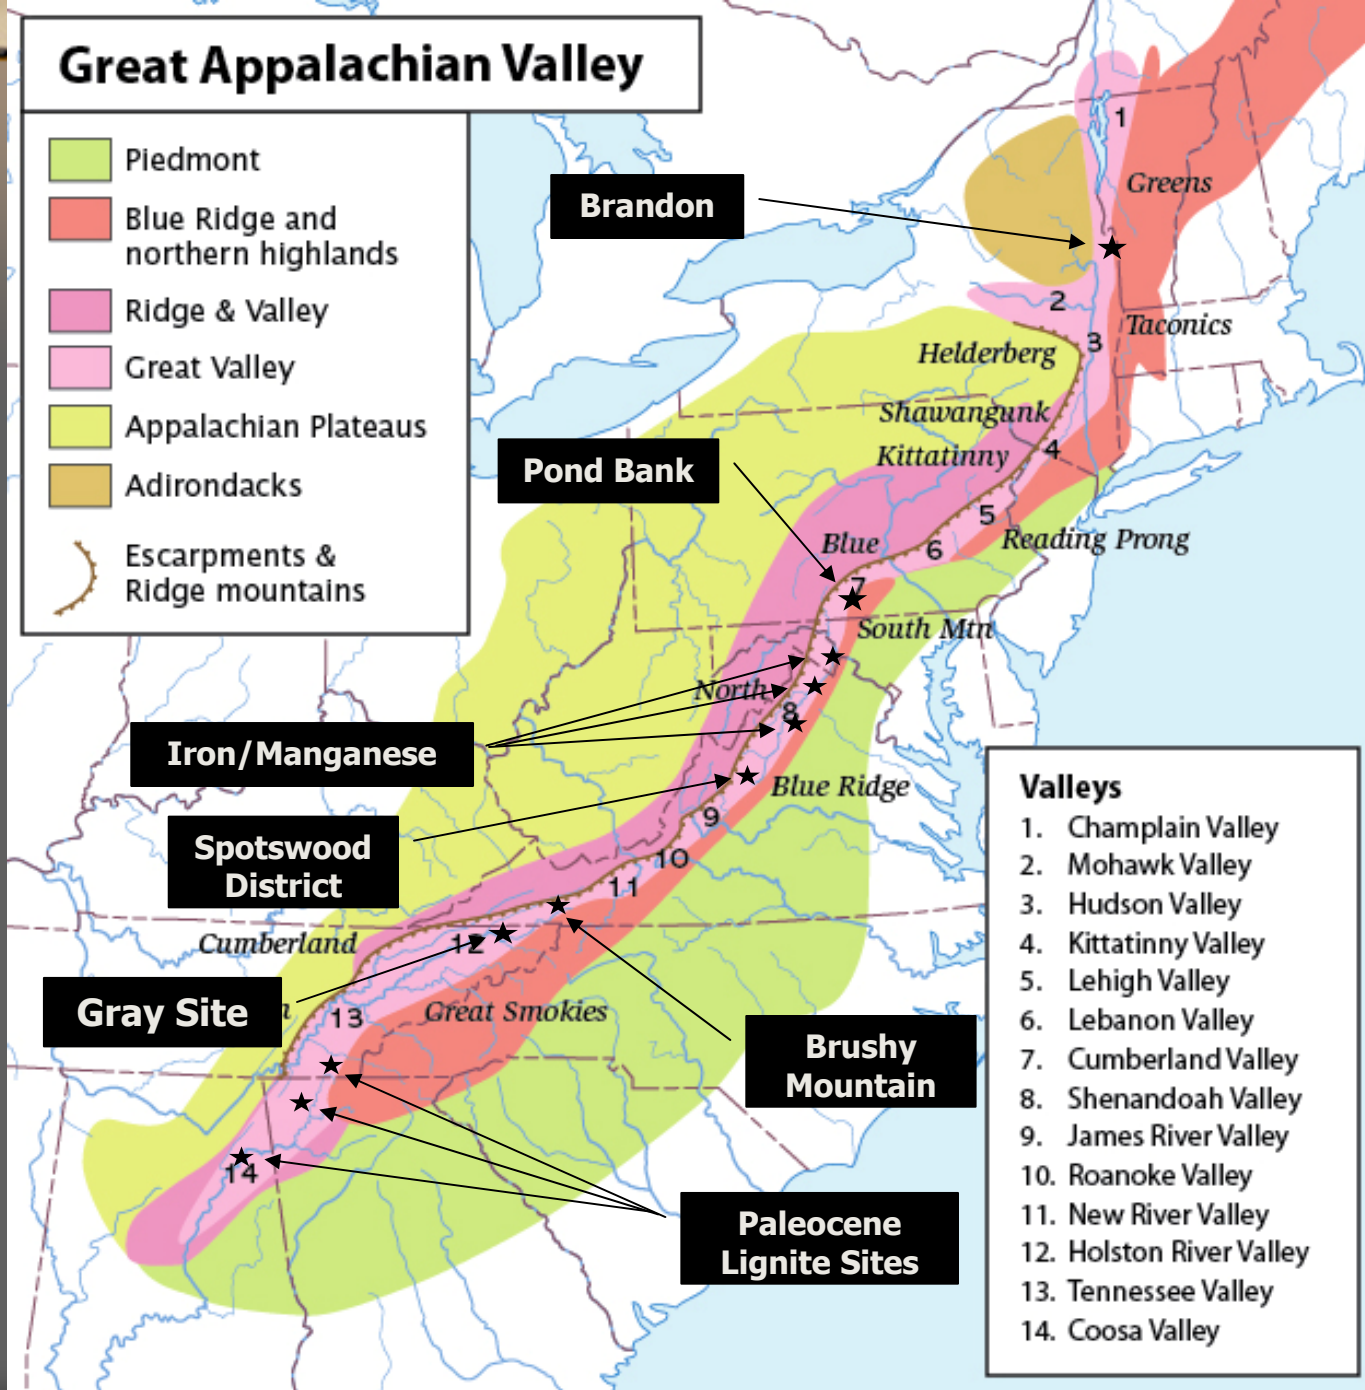 Great Appalachian Valley
Piedmont
Blue Ridge and
northern highlands
Ridge & Valley
Great Valley
Appalachian Plateaus
Adirondacks
Escarpments &
Ridge mountains
1
Greens
Brandon
2
Taconics
3
Helderberg
Shawangunk
4
Kittatinny
Pond Bank
5
Reading Prong
Blue
6
7
South Mtn
North
8
Iron/Manganese
Blue Ridge
9
Spotswood
District
10
11
Cumberland
12
Gray Site
n
13
Great Smokies
Brushy
Mountain
14
Paleocene
Lignite Sites
Valleys
1. Champlain Valley
2. Mohawk Valley
3. Hudson Valley
4. Kittatinny Valley
5. Lehigh Valley
6. Lebanon Valley
7. Cumberland Valley
8. Shenandoah Valley
9. James River Valley
10. Roanoke Valley
11. New River Valley
12. Holston River Valley
13. Tennessee Valley
14. Coosa Valley